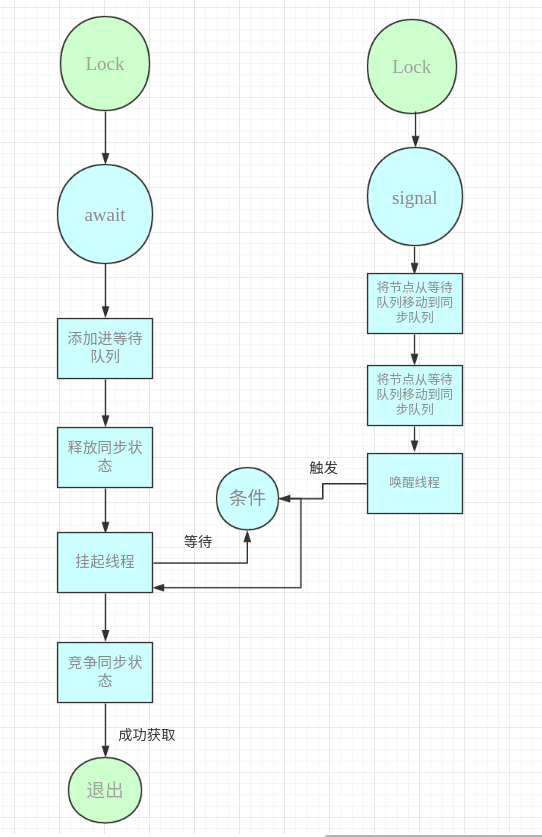 Lock
await
添加进等待
队列
释放同步状
态
挂起线程
竞争同步状
态
成功获取
退出
等待
条件
触发
Lock
signal
将节点从等待
队列移动到同
步队列
将节点从等待
队列移动到同
步队列
唤醒线程